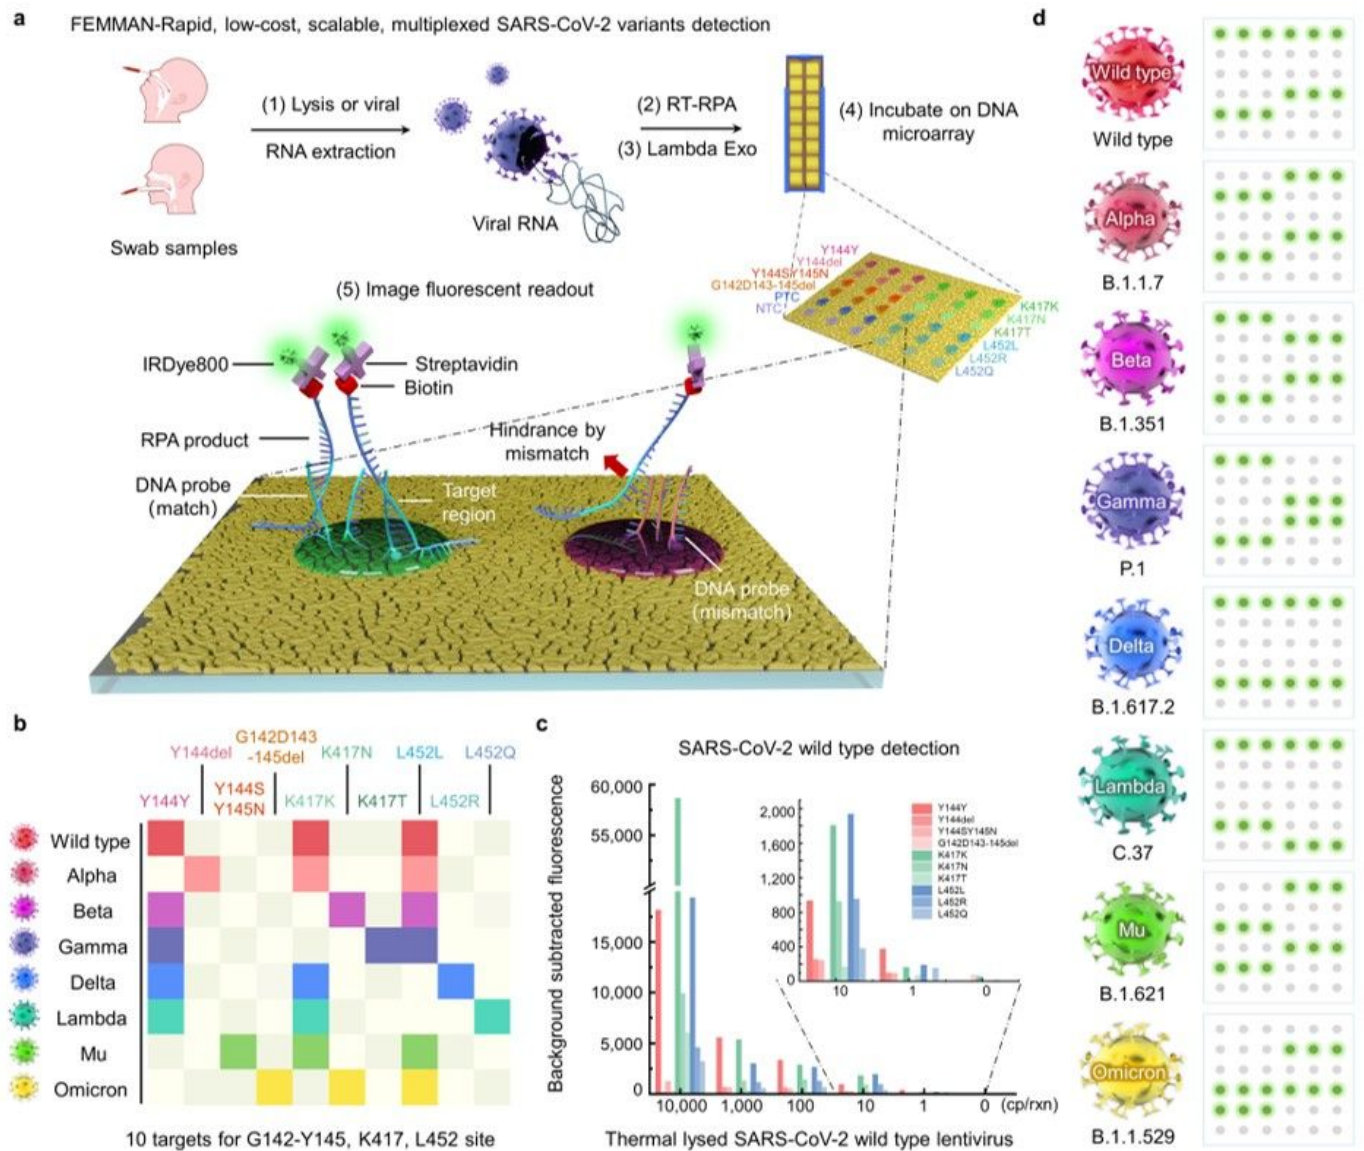 a
FEMMAN-Rapid, low-cost, scalable, multiplexed SARS-CoV-2 variants detection
(1) Lysis or viral
RNA extraction
Swab samples
Viral RNA
(2) RT-RPA
(3) Lambda Exo
(4) Incubate on DNA
microarray
Y144Y
Y144del
Y144SY145N
G142D143-145del
PTC
NTC
K417K
K417N
K417T
L452L
L452R
L452Q
(5) Image fluorescent readout
IRDye800
Streptavidin
Biotin
RPA product
DNA probe
(match)
Target
region
Hindrance by
mismatch
DNA probe
(mismatch)
b
Y144Y
Y144del
Y144S
Y145N
G142D143
-145del
K417K
K417N
K417T
L452L
L452R
L452Q
Wild type
Alpha
Beta
Gamma
Delta
Lambda
Mu
Omicron
10 targets for G142-Y145, K417, L452 site
c
SARS-CoV-2 wild type detection
Background subtracted fluorescence
60,000
55,000
15,000
10,000
5,000
0
10,000 1,000 100 10 1 0 (cp/rxn)
Thermal lysed SARS-CoV-2 wild type lentivirus
2,000
1,600
1,200
800
400
0
10 1 0
Y144Y
Y144del
Y144SY145N
G142D143-145del
K417K
K417N
K417T
L452L
L452R
L452Q
d
Wild type
Wild type
Alpha
B.1.1.7
Beta
B.1.351
Gamma
P.1
Delta
B.1.617.2
Lambda
C.37
Mu
B.1.621
Omicron
B.1.1.529